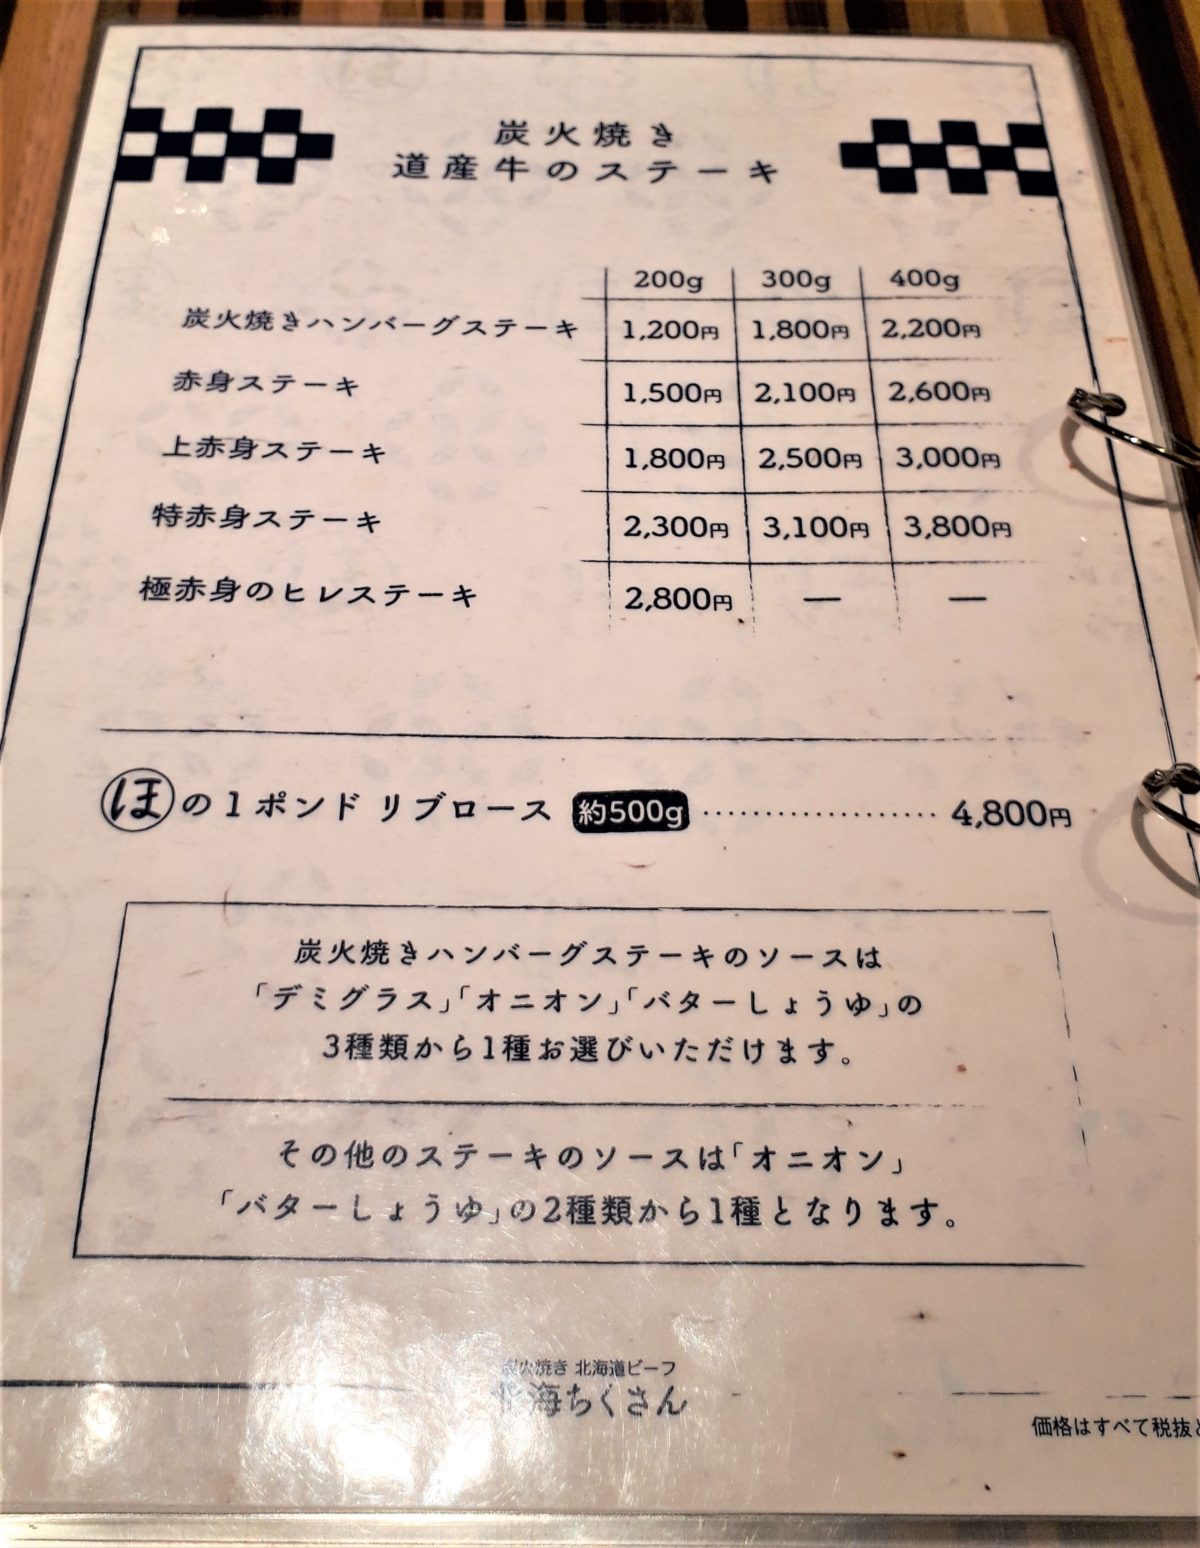 炭火焼き
道産牛のステーキ
200g 300g 400g
炭火焼きハンバーグステーキ 1,200円 1,800円 2,200円
赤身ステーキ 1,500円 2,100円 2,600円
上赤身ステーキ 1,800円 2,500円 3,000円
特赤身ステーキ 2,300円 3,100円 3,800円
極赤身のヒレステーキ 2,800円 — —
ほの1ポンド リブロース 約500g ................... 4,800円
炭火焼きハンバーグステーキのソースは
「デミグラス」「オニオン」「バターしょうゆ」の
3種類から1種お選びいただけます。
その他のステーキのソースは「オニオン」
「バターしょうゆ」の2種類から1種となります。
炭火焼き 北海道ビーフ
北海ちくさん
価格はすべて税抜